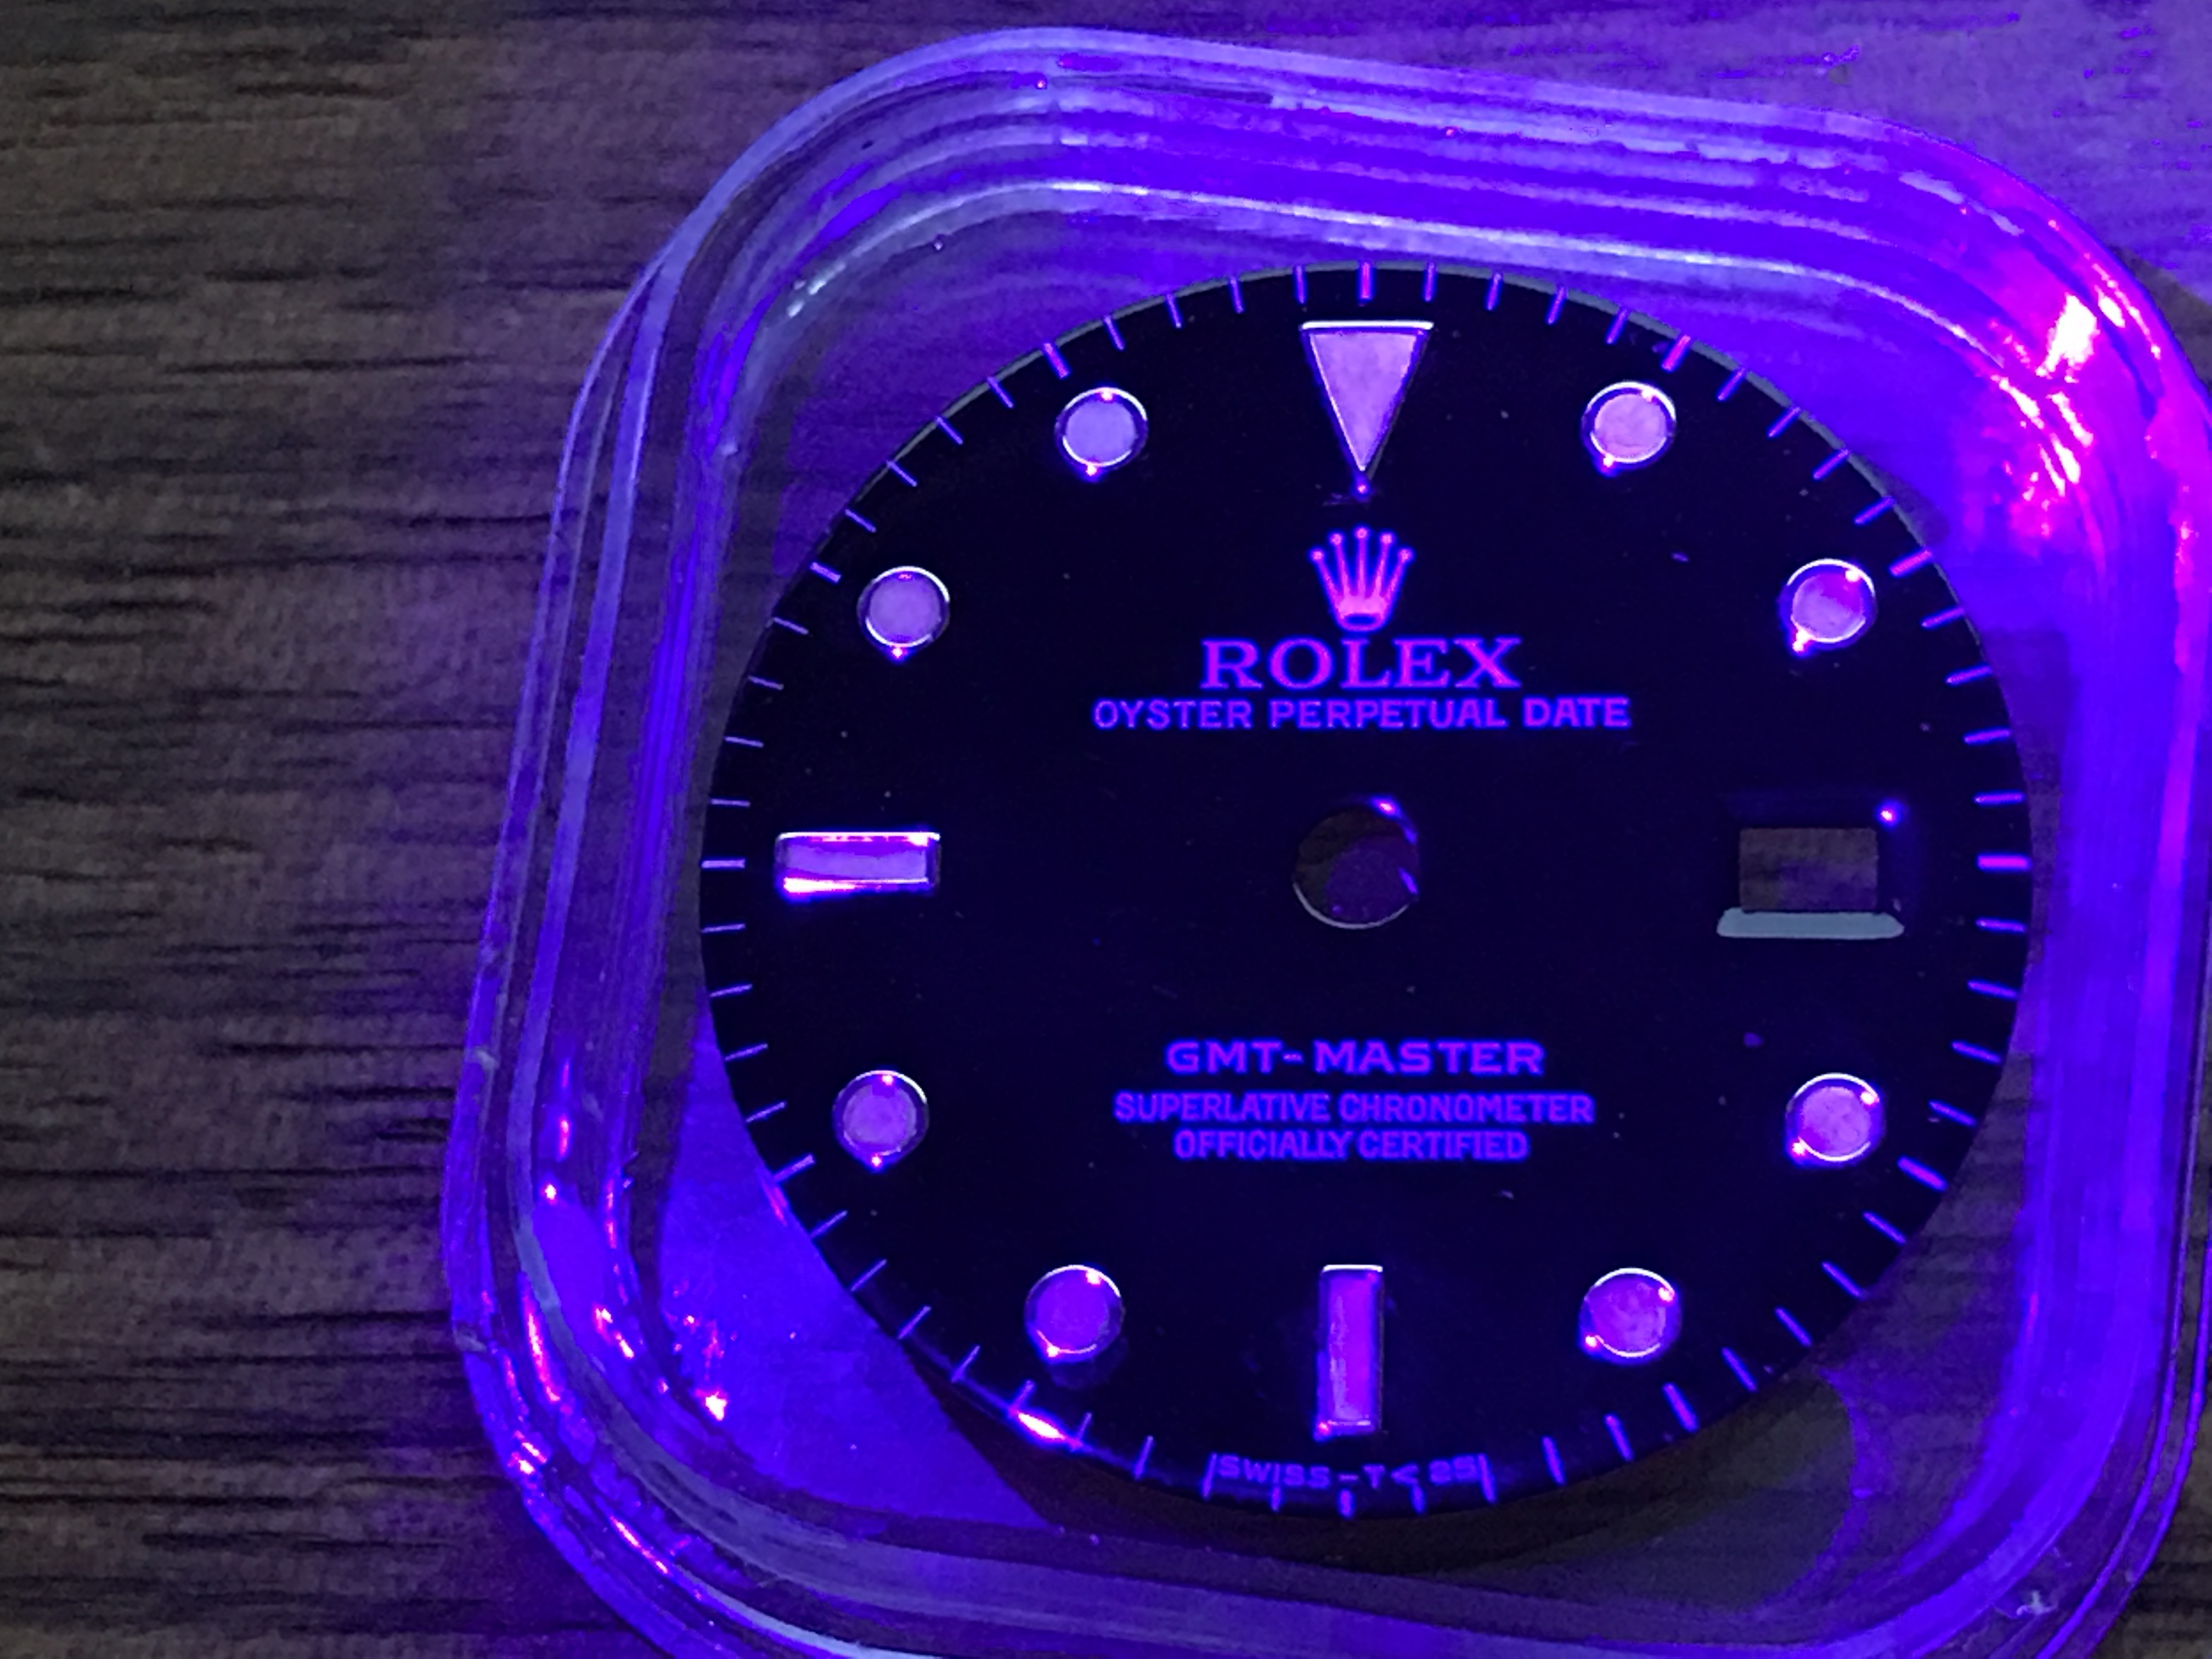 ROLEX
OYSTER PERPETUAL DATE
GMT-MASTER
SUPERLATIVE CHRONOMETER
OFFICIALLY CERTIFIED
SWISS-T<25